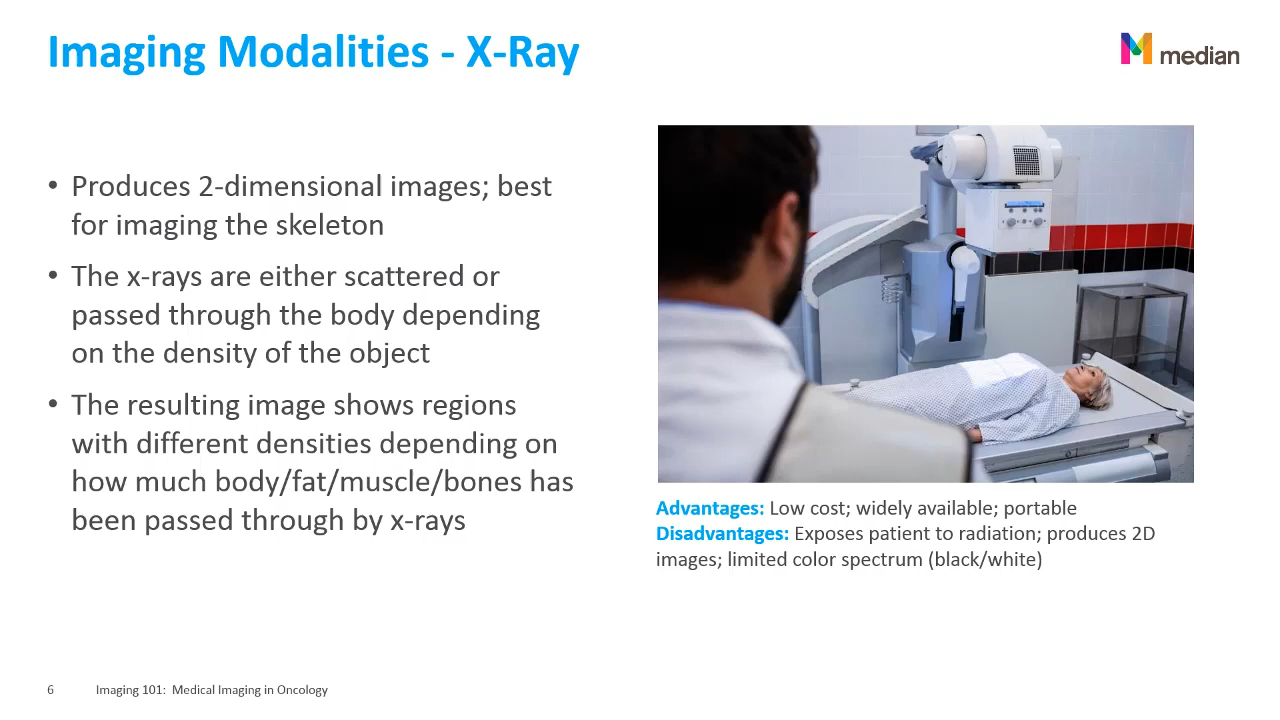 Imaging Modalities - X-Ray
median
• Produces 2-dimensional images; best
for imaging the skeleton
• The x-rays are either scattered or
passed through the body depending
on the density of the object
• The resulting image shows regions
with different densities depending on
how much body/fat/muscle/bones has
been passed through by x-rays
Advantages: Low cost; widely available; portable
Disadvantages: Exposes patient to radiation; produces 2D
images; limited color spectrum (black/white)
6 Imaging 101: Medical Imaging in Oncology